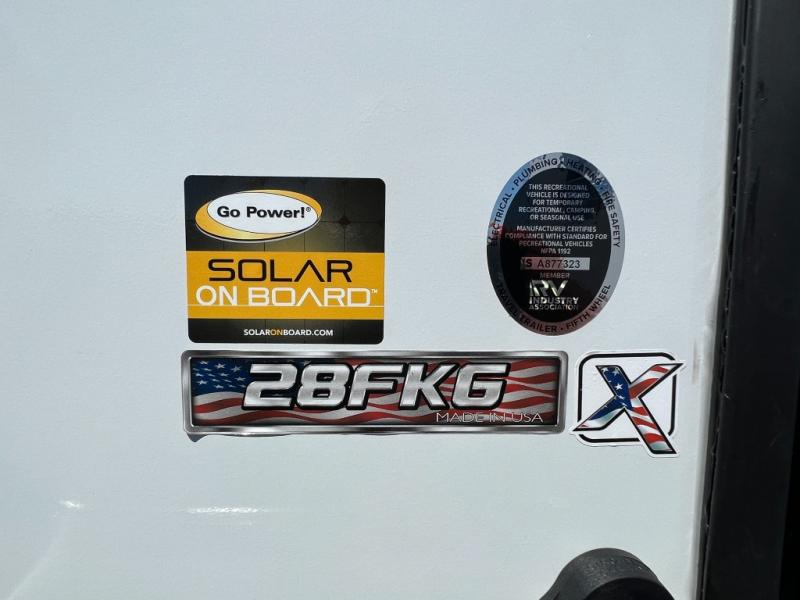 Go Power!®
SOLAR
ON BOARD™
SOLARONBOARD.COM
ELECTRICAL • PLUMBING • HEATING • FIRE SAFETY
THIS RECREATIONAL
VEHICLE IS DESIGNED
FOR TEMPORARY
RECREATIONAL, CAMPING,
OR SEASONAL USE
MANUFACTURER CERTIFIES
COMPLIANCE WITH STANDARD FOR
RECREATIONAL VEHICLES
NFPA 1192
S A877323
MEMBER
RV
INDUSTRY
ASSOCIATION
TRAVEL TRAILER • FIFTH WHEEL
28FKG
MADE IN USA
X